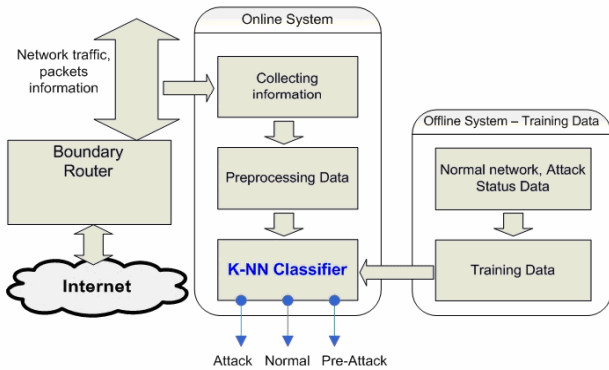 Online System
Network traffic,
packets
information
Collecting
information
Offline System – Training Data
Boundary
Router
Preprocessing Data
Normal network, Attack
Status Data
K-NN Classifier
Training Data
Internet
Attack
Normal
Pre-Attack